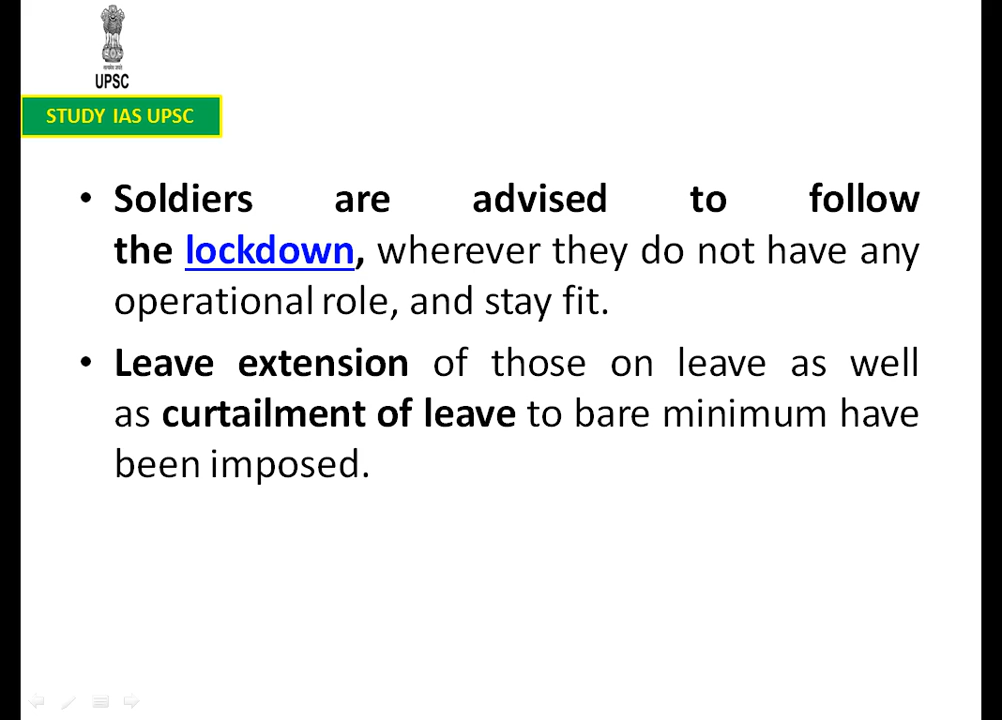 UPSC
STUDY IAS UPSC
• Soldiers are advised to follow
the lockdown, wherever they do not have any
operational role, and stay fit.
• Leave extension of those on leave as well
as curtailment of leave to bare minimum have
been imposed.